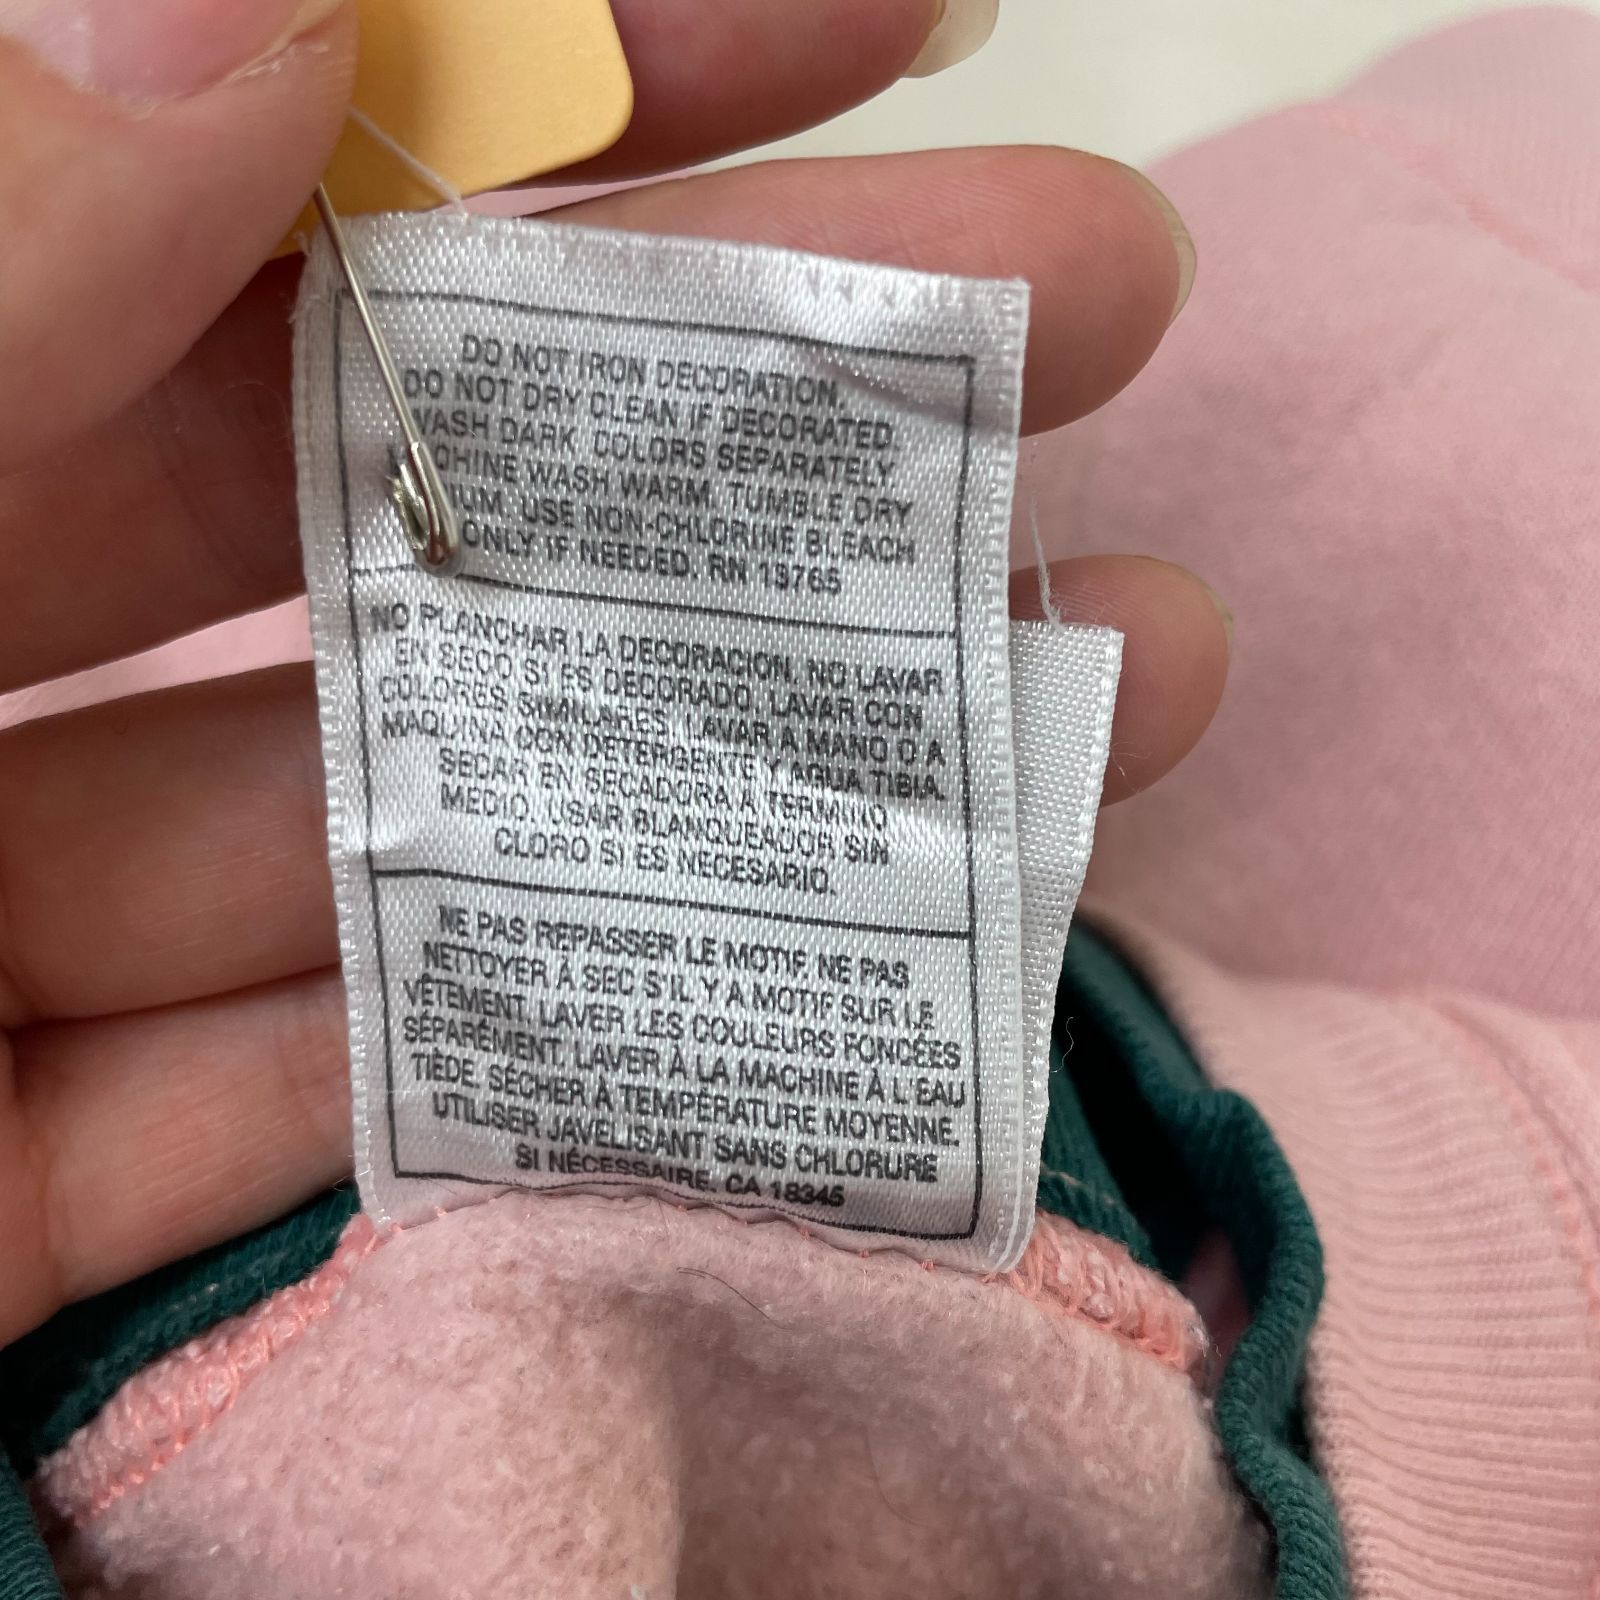 DO NOT IRON DECORATION.
DO NOT DRY CLEAN IF DECORATED.
WASH DARK COLORS SEPARATELY
WASH WARM. TUMBLE DRY
USE NON-CHLORINE BLEACH
ONLY IF NEEDED. RN 13765
NO PLANCHAR LA DECORACION, NO LAVAR
EN SECO SI ES DECORADO, LAVAR CON
COLORES SIMILARES, LAVAR A MANO O A
MAQUINA CON DETERGENTE Y AGUA TIBIA.
SECAR EN SECADORA A TERMINO
MEDIO. USAR BLANQUEADOR SIN
CLORO SI ES NECESARIO.
NE PAS REPASSER LE MOTIF. NE PAS
NETTOYER À SEC S'IL Y A MOTIF SUR LE
VÊTEMENT. LAVER LES COULEURS FONCÉES
SÉPARÉMENT. LAVER À LA MACHINE À L'EAU
TIÈDE. SÉCHER À TEMPÉRATURE MOYENNE.
UTILISER JAVELISANT SANS CHLORURE
SI NÉCESSAIRE. CA 18345